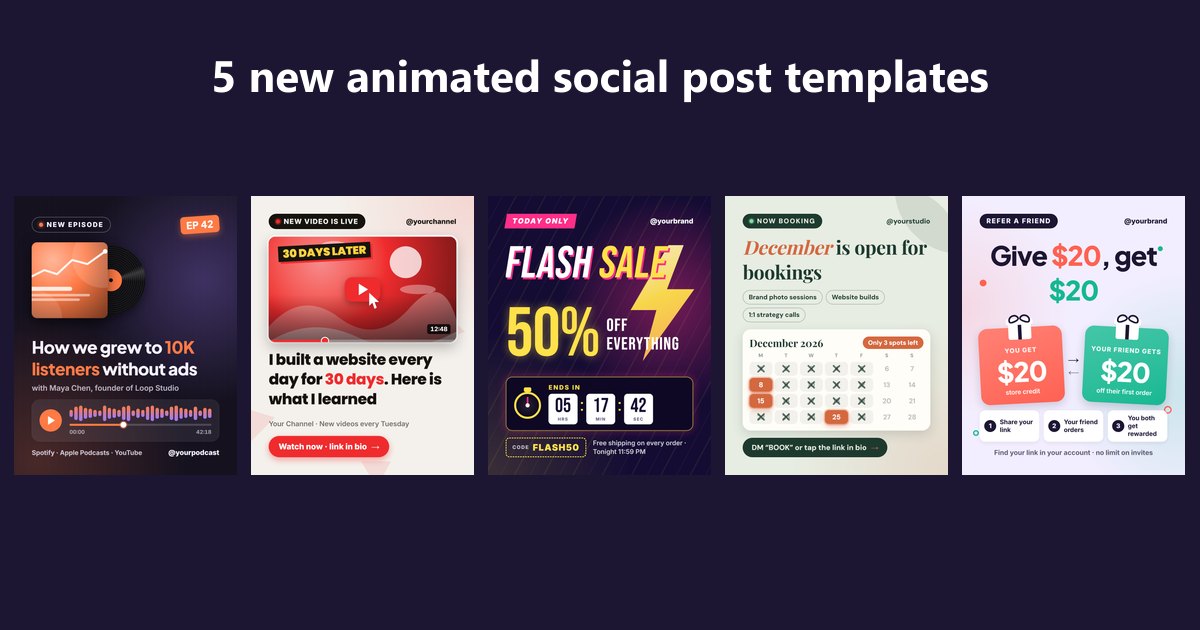 5 new animated social post templates
NEW EPISODE
EP 42
How we grew to 10K
listeners without ads
with Maya Chen, founder of Loop Studio
00:00
42:18
Spotify · Apple Podcasts · YouTube
@yourpodcast
NEW VIDEO IS LIVE
@yourchannel
30 DAYS LATER
12:48
I built a website every
day for 30 days. Here is
what I learned
Your Channel · New videos every Tuesday
Watch now · link in bio →
TODAY ONLY
@yourbrand
FLASH SALE
50%
OFF
EVERYTHING
ENDS IN
05 : 17 : 42
HRS MIN SEC
CODE FLASH50
Free shipping on every order ·
Tonight 11:59 PM
NOW BOOKING
@yourstudio
December is open for
bookings
Brand photo sessions
Website builds
1:1 strategy calls
December 2026
Only 3 spots left
M T W T F S S
6 7
8 13 14
15 20 21
25 27 28
DM "BOOK" or tap the link in bio →
REFER A FRIEND
@yourbrand
Give $20, get
$20
YOU GET
$20
store credit
→
←
YOUR FRIEND GETS
$20
off their first order
1 Share your
link
2 Your friend
orders
3 You both
get
rewarded
Find your link in your account · no limit on invites